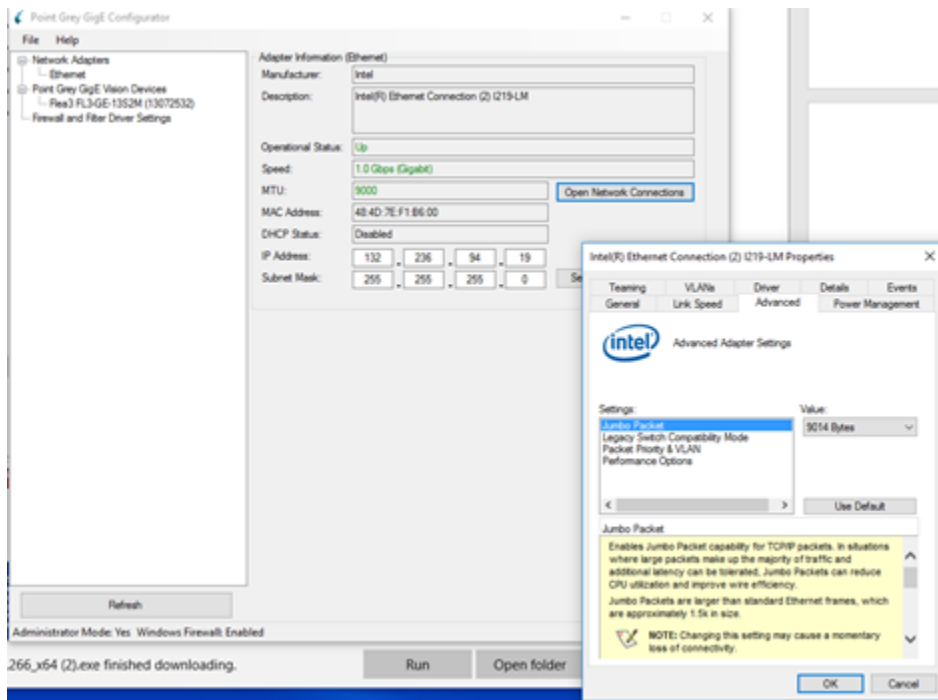 Point Grey GigE Configurator
File Help
Network Adapters
Ethernet
Point Grey GigE Vision Devices
Flea3 FL3-GE-13S2M (13072532)
Firewall and Filter Driver Settings
Adapter Information (Ethernet)
Manufacturer: Intel
Description: Intel(R) Ethernet Connection (2) I219-LM
Operational Status: Up
Speed: 1.0 Gbps (Gigabit)
MTU: 9000 Open Network Connections
MAC Address: 48:4D:7E:F1:B6:00
DHCP Status: Disabled
IP Address: 132 . 236 . 94 . 19
Subnet Mask: 255 . 255 . 255 . 0 Se
Refresh
Administrator Mode: Yes Windows Firewall: Enabled
266_x64 (2).exe finished downloading. Run Open folder
Intel(R) Ethernet Connection (2) I219-LM Properties
Teaming VLANs Driver Details Events
General Link Speed Advanced Power Management
intel Advanced Adapter Settings
Settings: Value:
Jumbo Packet 9014 Bytes
Legacy Switch Compatibility Mode
Packet Priority & VLAN
Performance Options
Use Default
Jumbo Packet
Enables Jumbo Packet capability for TCP/IP packets. In situations
where large packets make up the majority of traffic and
additional latency can be tolerated, Jumbo Packets can reduce
CPU utilization and improve wire efficiency.
Jumbo Packets are larger than standard Ethernet frames, which
are approximately 1.5k in size.
NOTE: Changing this setting may cause a momentary
loss of connectivity.
OK Cancel